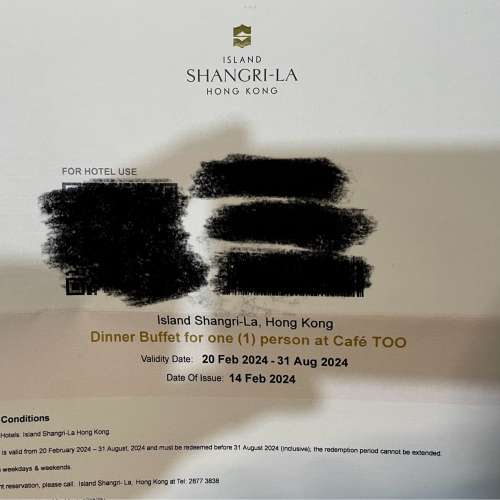 ISLAND
SHANGRI-LA
HONG KONG
FOR HOTEL USE
Island Shangri-La, Hong Kong
Dinner Buffet for one (1) person at Café TOO
Validity Date: 20 Feb 2024 - 31 Aug 2024
Date Of Issue: 14 Feb 2024
Conditions
Hotels: Island Shangri-La Hong Kong.
is valid from 20 February 2024 – 31 August, 2024 and must be redeemed before 31 August 2024 (inclusive), the redemption period cannot be extended.
weekdays & weekends.
nt reservation, please call: Island Shangri- La, Hong Kong at Tel: 2877 3838